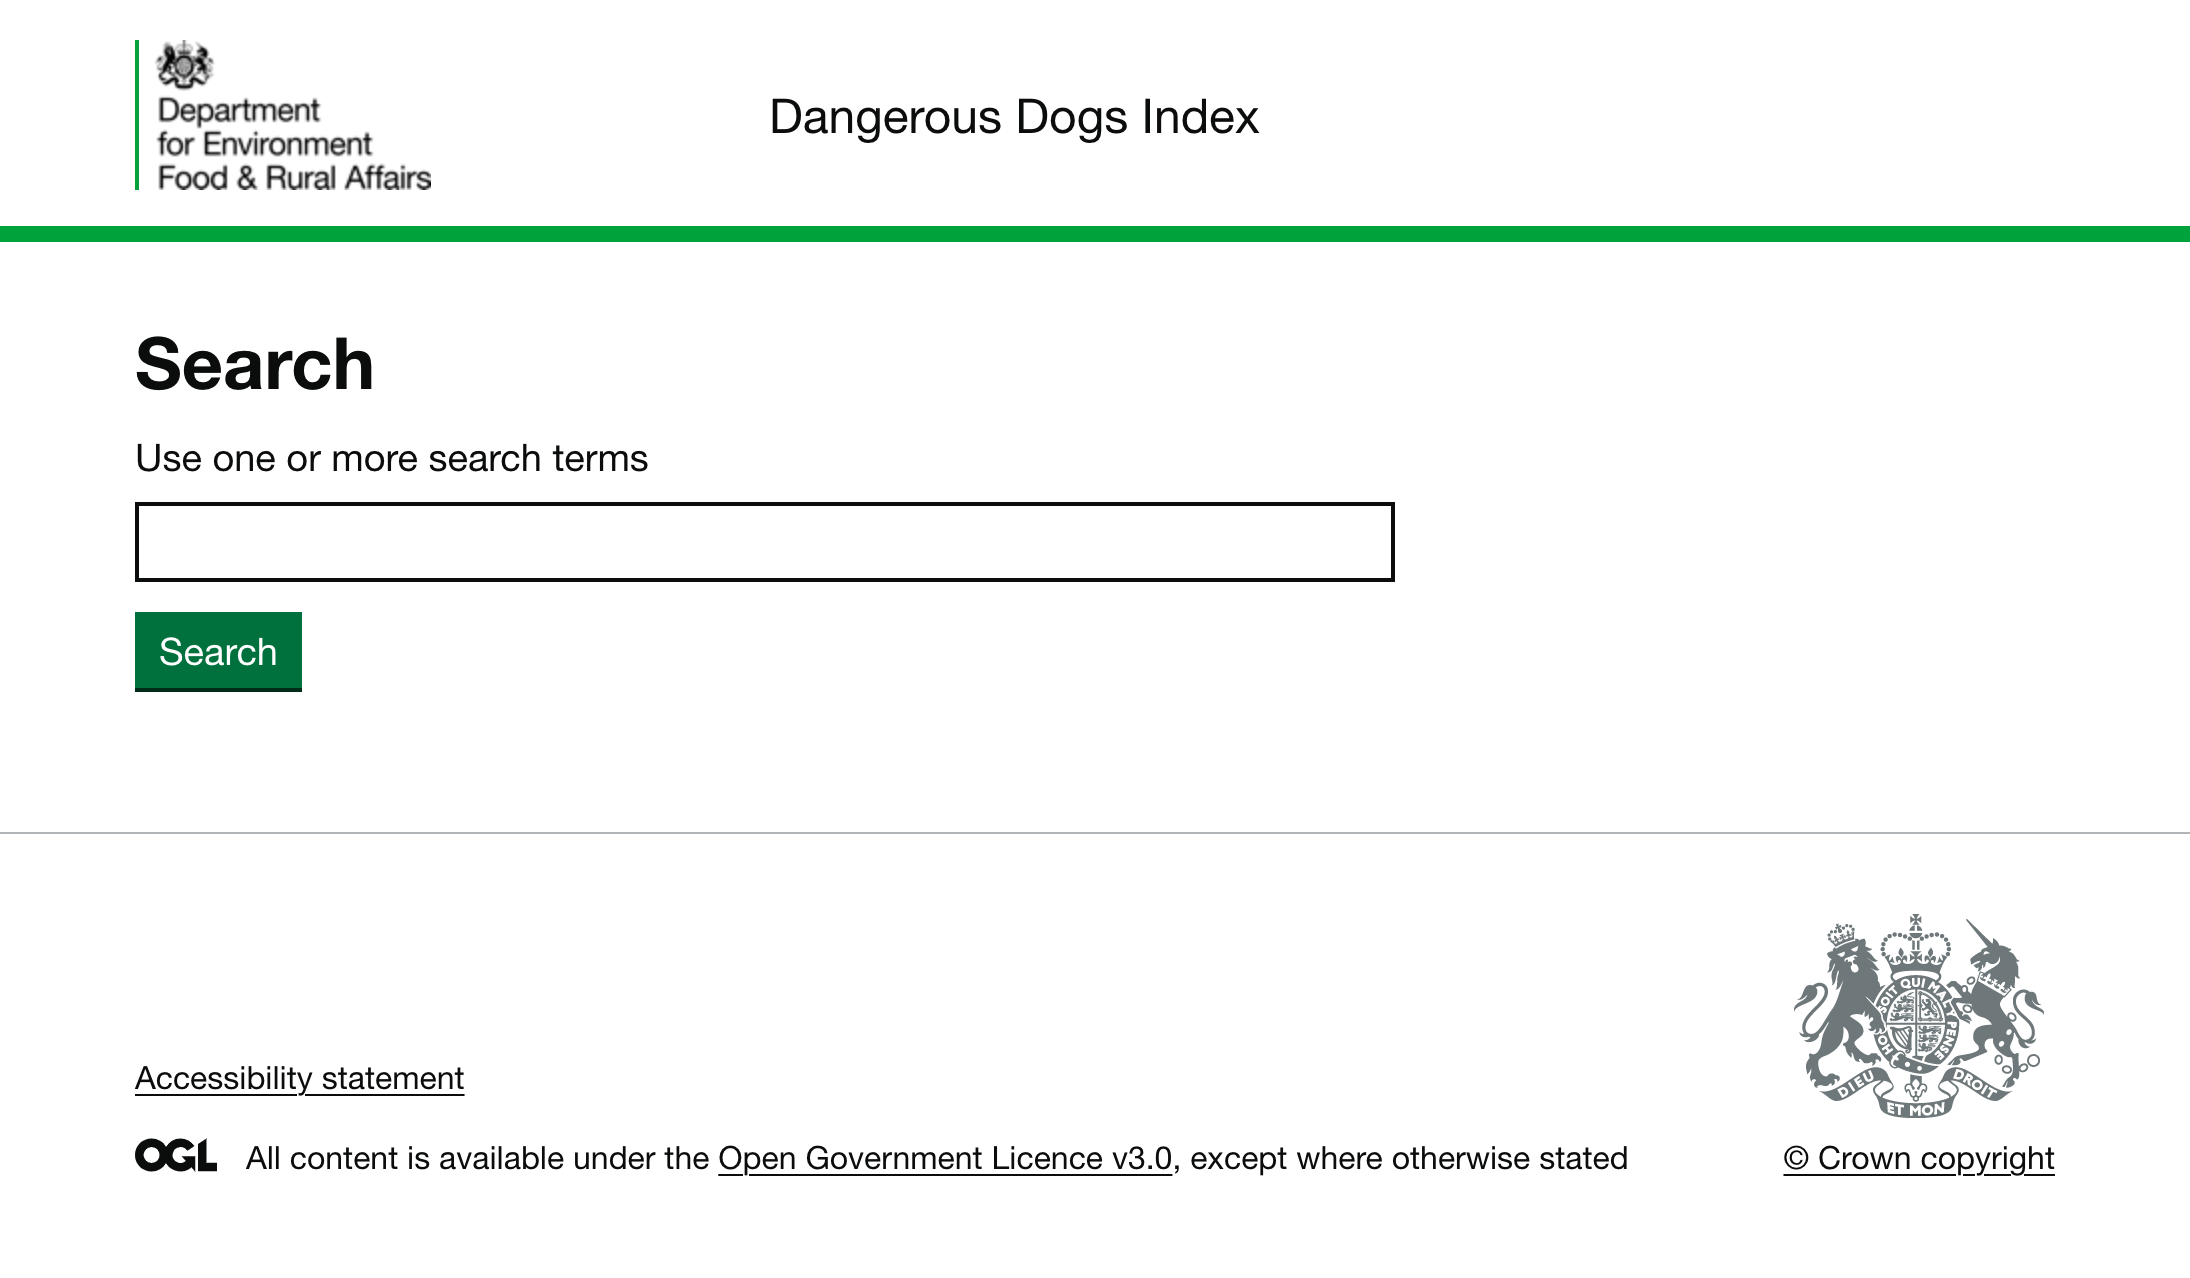 Department
for Environment
Food & Rural Affairs
Dangerous Dogs Index
Search
Use one or more search terms
Search
Accessibility statement
OGL All content is available under the Open Government Licence v3.0, except where otherwise stated
HONI SOIT QUI MAL Y PENSE
DIEU ET MON DROIT
© Crown copyright